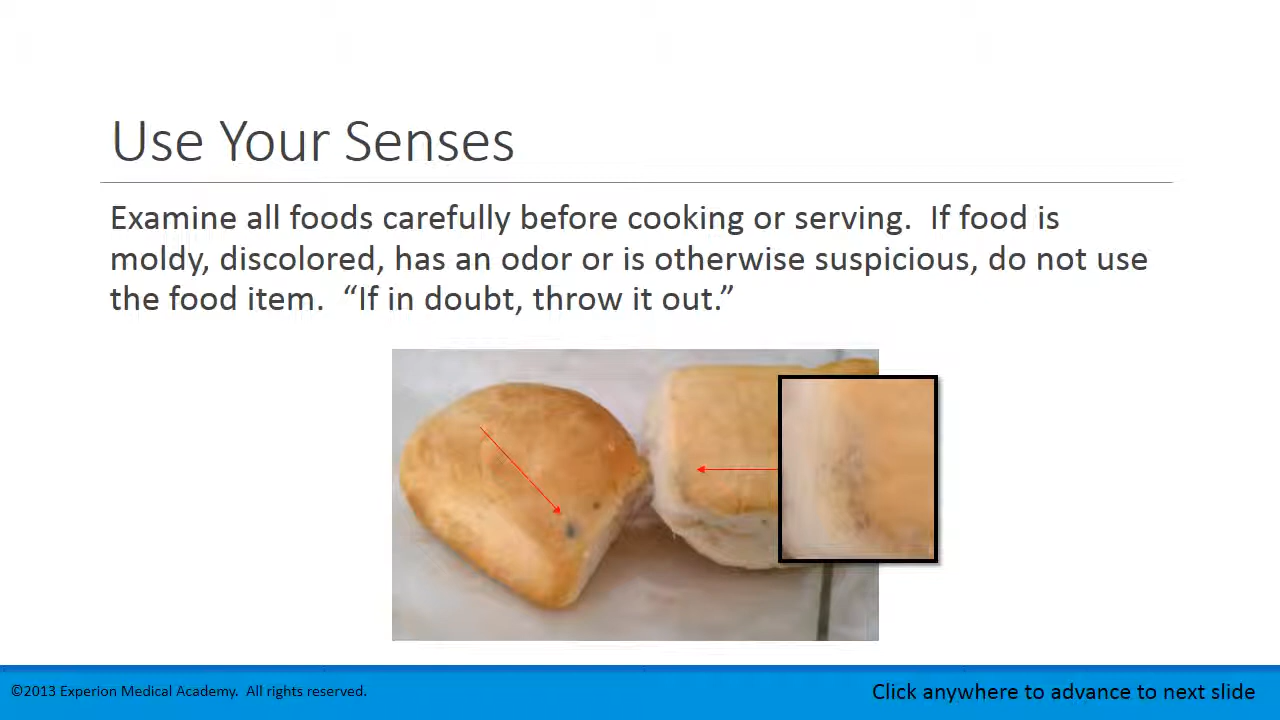 Use Your Senses
Examine all foods carefully before cooking or serving.  If food is
moldy, discolored, has an odor or is otherwise suspicious, do not use
the food item.  “If in doubt, throw it out.”
©2013 Experion Medical Academy.  All rights reserved.
Click anywhere to advance to next slide